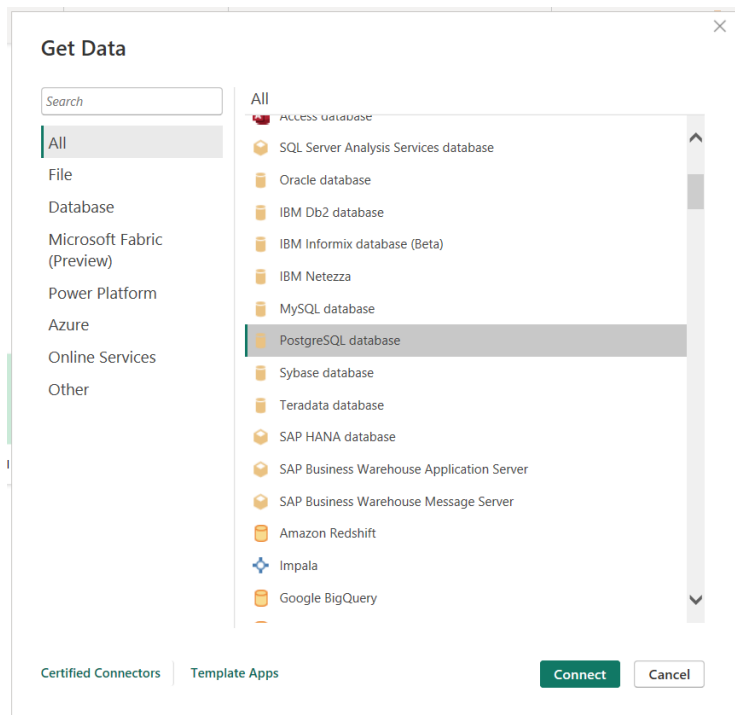 Get Data
Search
All
File
Database
Microsoft Fabric
(Preview)
Power Platform
Azure
Online Services
Other
All
Access database
SQL Server Analysis Services database
Oracle database
IBM Db2 database
IBM Informix database (Beta)
IBM Netezza
MySQL database
PostgreSQL database
Sybase database
Teradata database
SAP HANA database
SAP Business Warehouse Application Server
SAP Business Warehouse Message Server
Amazon Redshift
Impala
Google BigQuery
Certified Connectors
Template Apps
Connect
Cancel